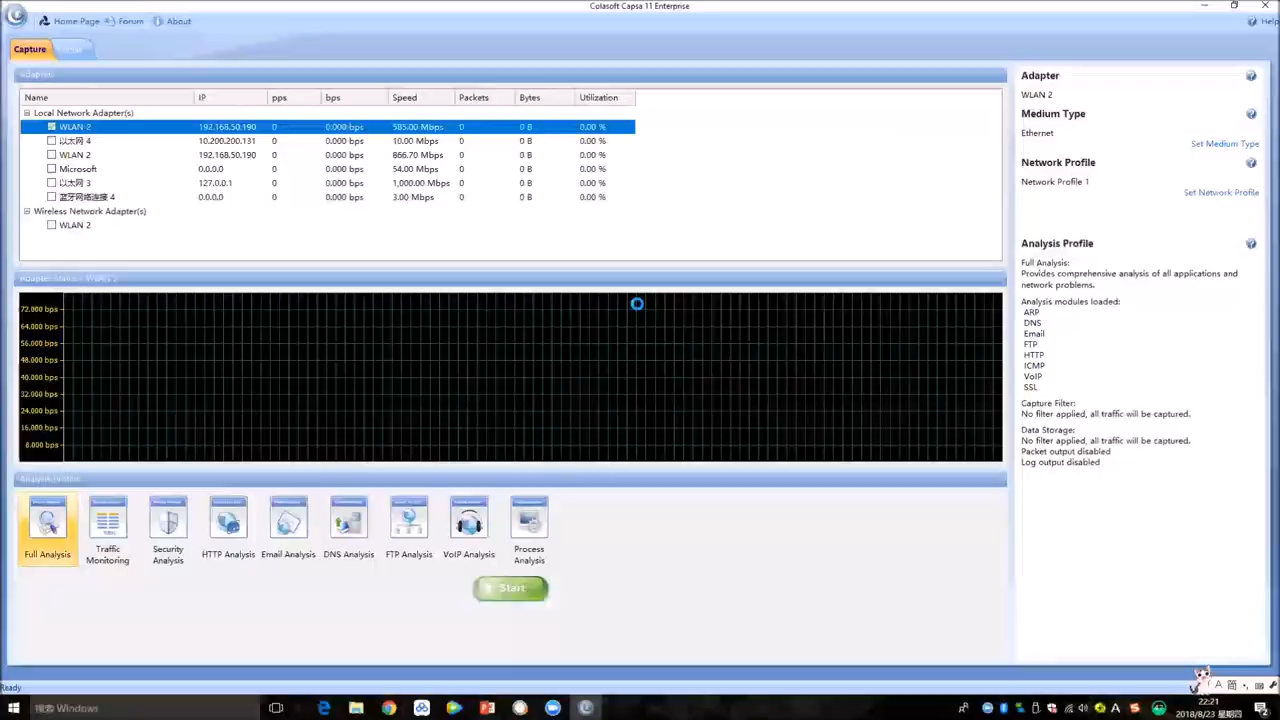 Colasoft Capsa 11 Enterprise
Home Page Forum About Help
Capture
Adapter
Name IP pps bps Speed Packets Bytes Utilization
Local Network Adapter(s)
WLAN 2 192.168.50.190 0 0.000 bps 585.00 Mbps 0 0 B 0.00 %
以太网 4 10.200.200.131 0 0.000 bps 10.00 Mbps 0 0 B 0.00 %
WLAN 2 192.168.50.190 0 0.000 bps 866.70 Mbps 0 0 B 0.00 %
Microsoft 0.0.0.0 0 0.000 bps 54.00 Mbps 0 0 B 0.00 %
以太网 3 127.0.0.1 0 0.000 bps 1,000.00 Mbps 0 0 B 0.00 %
蓝牙网络连接 4 0.0.0.0 0 0.000 bps 3.00 Mbps 0 0 B 0.00 %
Wireless Network Adapter(s)
WLAN 2
72.000 bps
64.000 bps
56.000 bps
48.000 bps
40.000 bps
32.000 bps
24.000 bps
16.000 bps
8.000 bps
Full Analysis
Traffic Monitoring
Security Analysis
HTTP Analysis
Email Analysis
DNS Analysis
FTP Analysis
VoIP Analysis
Process Analysis
Start
Adapter
WLAN 2
Medium Type
Ethernet
Set Medium Type
Network Profile
Network Profile 1
Set Network Profile
Analysis Profile
Full Analysis:
Provides comprehensive analysis of all applications and
network problems.
Analysis modules loaded:
ARP
DNS
Email
FTP
HTTP
ICMP
VoIP
SSL
Capture Filter:
No filter applied, all traffic will be captured.
Data Storage:
No filter applied, all traffic will be captured.
Packet output disabled
Log output disabled
Ready
A 简
搜索 Windows
22:21
2018/8/23 星期四